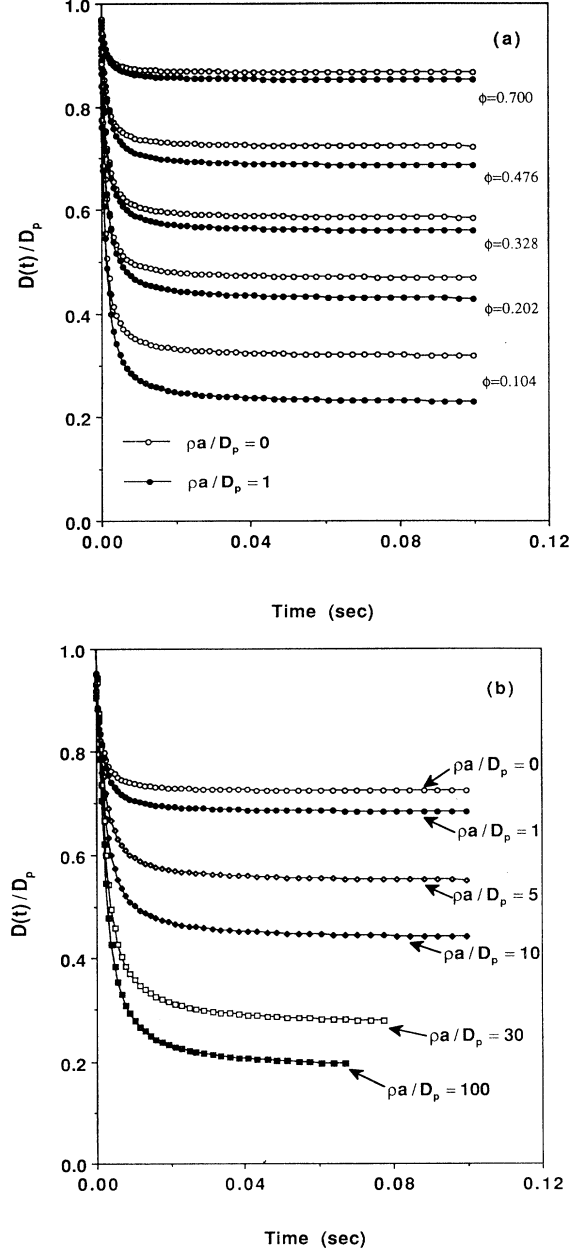 1.0
(a)
0.8
ϕ=0.700
ϕ=0.476
0.6
ϕ=0.328
D(t) / Dₚ
0.4
ϕ=0.202
ϕ=0.104
0.2
ρa / Dₚ = 0
ρa / Dₚ = 1
0.0
0.00 0.04 0.08 0.12
Time (sec)
1.0
(b)
ρa / Dₚ = 0
0.8
ρa / Dₚ = 1
0.6
ρa / Dₚ = 5
D(t) / Dₚ
ρa / Dₚ = 10
0.4
ρa / Dₚ = 30
0.2
ρa / Dₚ = 100
0.0
0.00 0.04 0.08 0.12
Time (sec)